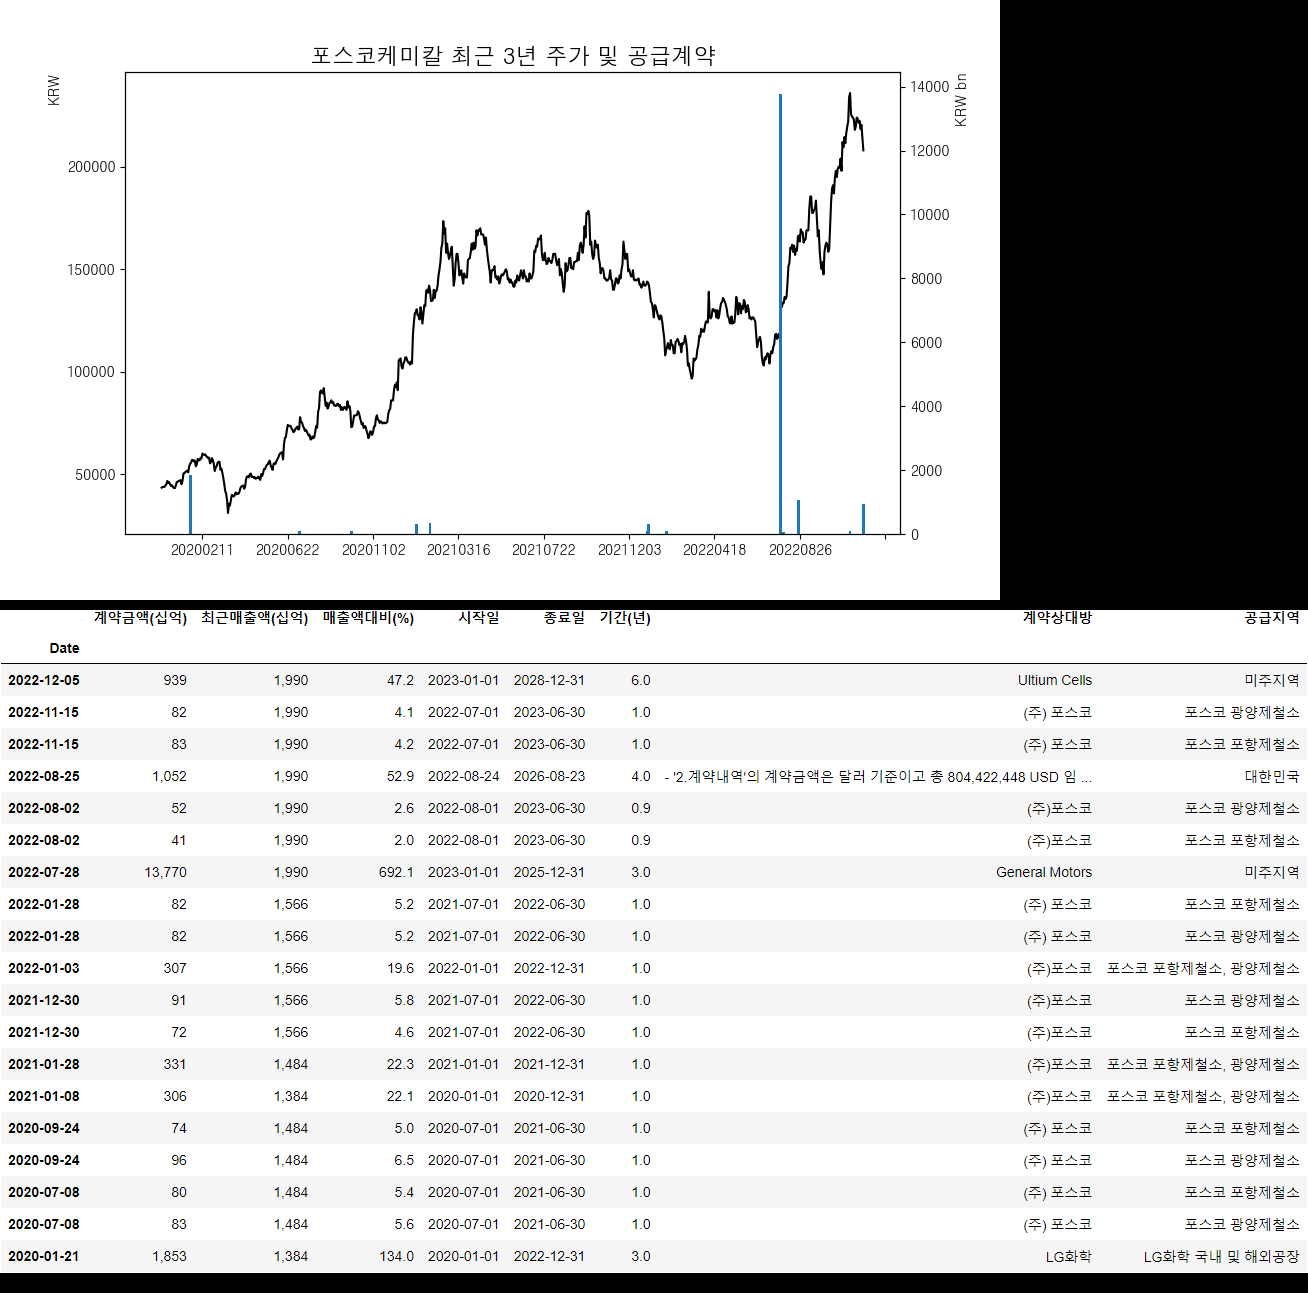 포스코케미칼 최근 3년 주가 및 공급계약
KRW
KRW bn
200000
150000
100000
50000
14000
12000
10000
8000
6000
4000
2000
0
20200211 20200622 20201102 20210316 20210722 20211203 20220418 20220826
계약금액(십억) 최근매출액(십억) 매출액대비(%) 시작일 종료일 기간(년) 계약상대방 공급지역
Date
2022-12-05 939 1,990 47.2 2023-01-01 2028-12-31 6.0 Ultium Cells 미주지역
2022-11-15 82 1,990 4.1 2022-07-01 2023-06-30 1.0 (주) 포스코 포스코 광양제철소
2022-11-15 83 1,990 4.2 2022-07-01 2023-06-30 1.0 (주) 포스코 포스코 포항제철소
2022-08-25 1,052 1,990 52.9 2022-08-24 2026-08-23 4.0 - '2.계약내역'의 계약금액은 달러 기준이고 총 804,422,448 USD 임 ... 대한민국
2022-08-02 52 1,990 2.6 2022-08-01 2023-06-30 0.9 (주)포스코 포스코 광양제철소
2022-08-02 41 1,990 2.0 2022-08-01 2023-06-30 0.9 (주)포스코 포스코 포항제철소
2022-07-28 13,770 1,990 692.1 2023-01-01 2025-12-31 3.0 General Motors 미주지역
2022-01-28 82 1,566 5.2 2021-07-01 2022-06-30 1.0 (주) 포스코 포스코 포항제철소
2022-01-28 82 1,566 5.2 2021-07-01 2022-06-30 1.0 (주) 포스코 포스코 광양제철소
2022-01-03 307 1,566 19.6 2022-01-01 2022-12-31 1.0 (주)포스코 포스코 포항제철소, 광양제철소
2021-12-30 91 1,566 5.8 2021-07-01 2022-06-30 1.0 (주)포스코 포스코 광양제철소
2021-12-30 72 1,566 4.6 2021-07-01 2022-06-30 1.0 (주)포스코 포스코 포항제철소
2021-01-28 331 1,484 22.3 2021-01-01 2021-12-31 1.0 (주)포스코 포스코 포항제철소, 광양제철소
2021-01-08 306 1,384 22.1 2020-01-01 2020-12-31 1.0 (주)포스코 포스코 포항제철소, 광양제철소
2020-09-24 74 1,484 5.0 2020-07-01 2021-06-30 1.0 (주) 포스코 포스코 포항제철소
2020-09-24 96 1,484 6.5 2020-07-01 2021-06-30 1.0 (주) 포스코 포스코 광양제철소
2020-07-08 80 1,484 5.4 2020-07-01 2021-06-30 1.0 (주) 포스코 포스코 포항제철소
2020-07-08 83 1,484 5.6 2020-07-01 2021-06-30 1.0 (주) 포스코 포스코 광양제철소
2020-01-21 1,853 1,384 134.0 2020-01-01 2022-12-31 3.0 LG화학 LG화학 국내 및 해외공장